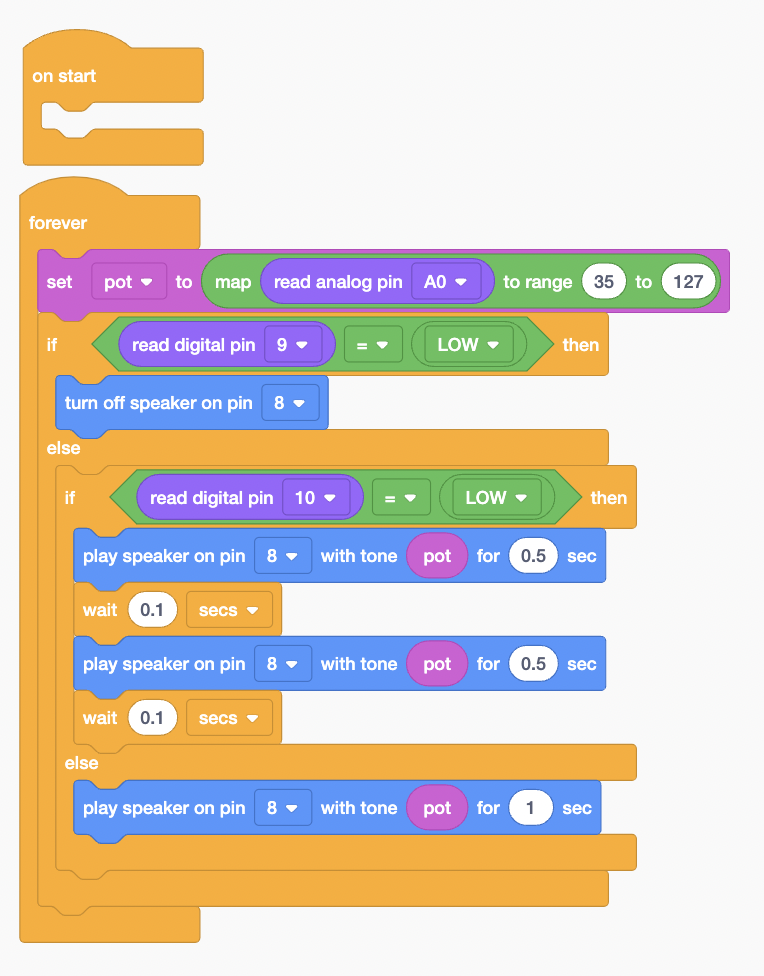 on start
forever
set pot to map read analog pin A0 to range 35 to 127
if read digital pin 9 = LOW then
turn off speaker on pin 8
else
if read digital pin 10 = LOW then
play speaker on pin 8 with tone pot for 0.5 sec
wait 0.1 secs
play speaker on pin 8 with tone pot for 0.5 sec
wait 0.1 secs
else
play speaker on pin 8 with tone pot for 1 sec